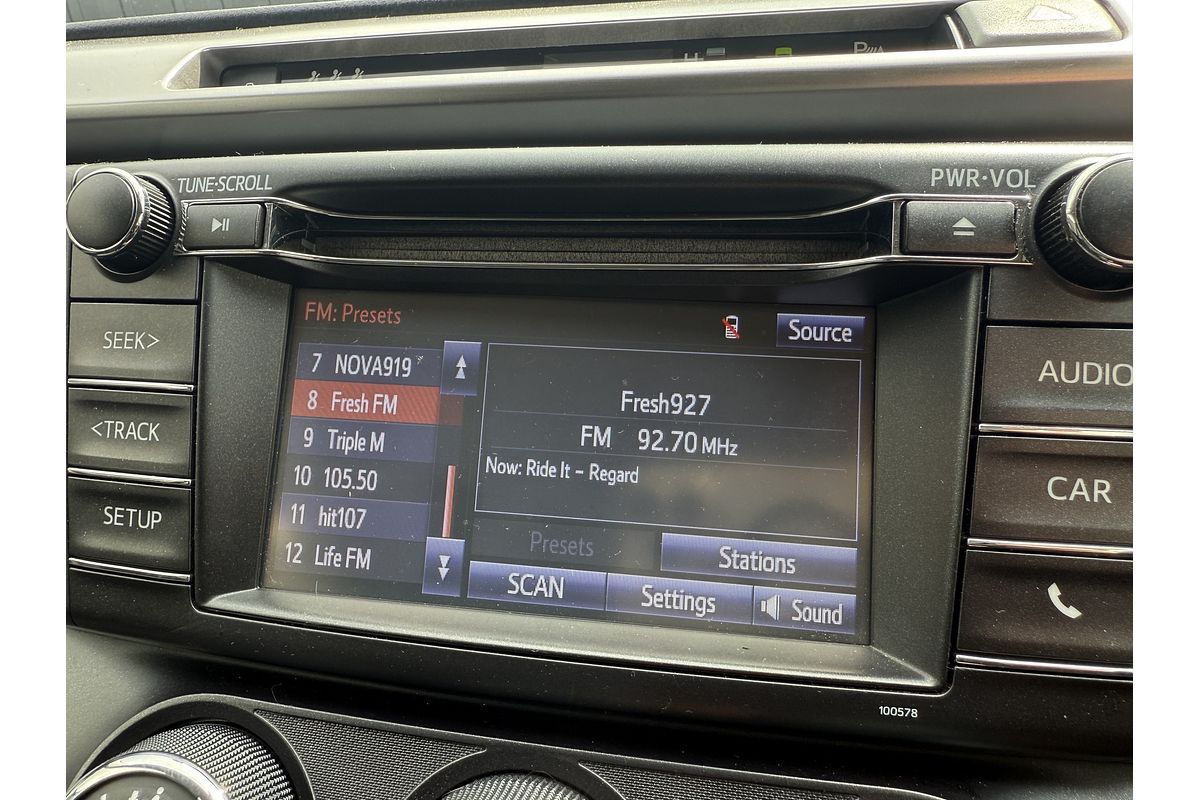 P
TUNE·SCROLL
PWR·VOL
SEEK>
<TRACK
SETUP
FM: Presets
Source
7 NOVA919
8 Fresh FM
9 Triple M
10 105.50
11 hit107
12 Life FM
Fresh927
FM 92.70 MHz
Now: Ride It - Regard
Presets
Stations
SCAN
Settings
Sound
AUDIO
CAR
100578